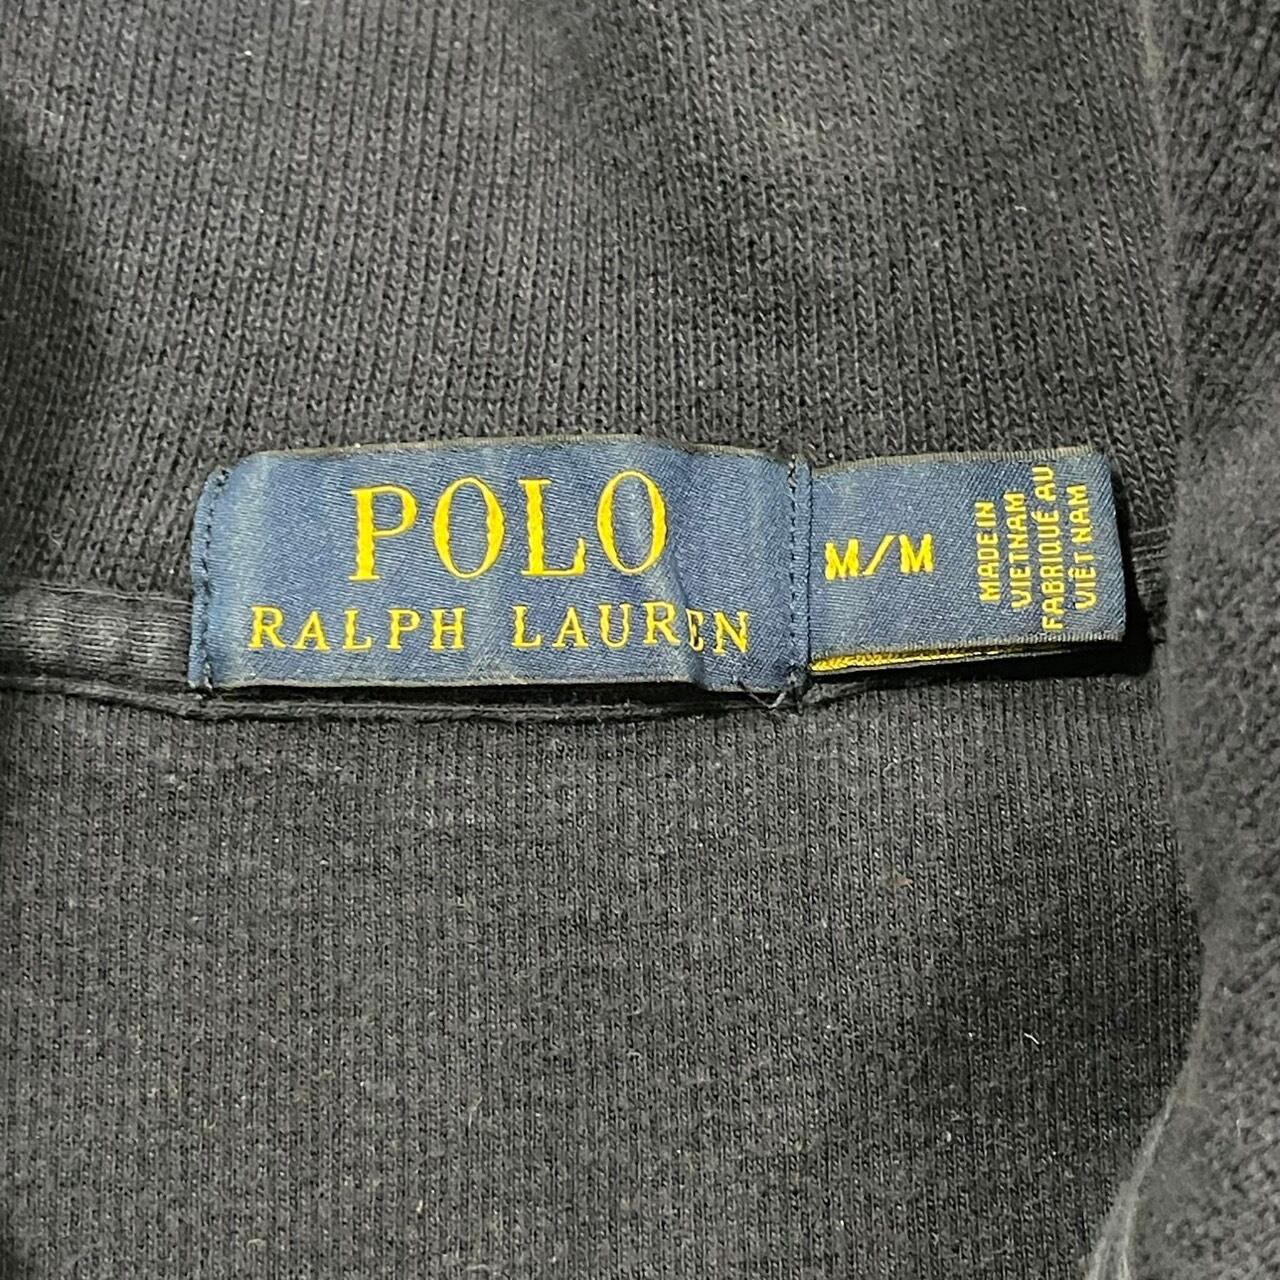 POLO
RALPH LAUREN
M/M
MADE IN
VIETNAM
FABRIQUÉ AU
VIÊT NAM